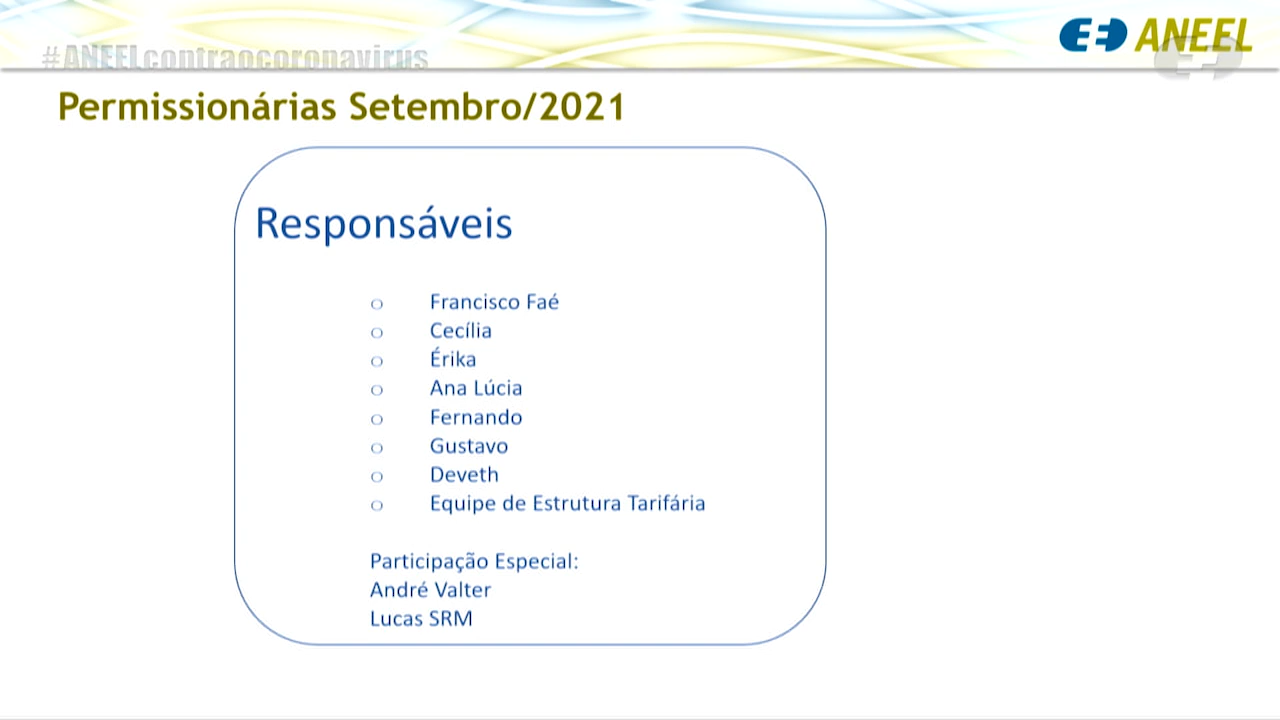 #ANEELcontraocoronavirus
ANEEL
Permissionárias Setembro/2021
Responsáveis
o Francisco Faé
o Cecília
o Érika
o Ana Lúcia
o Fernando
o Gustavo
o Deveth
o Equipe de Estrutura Tarifária
Participação Especial:
André Valter
Lucas SRM